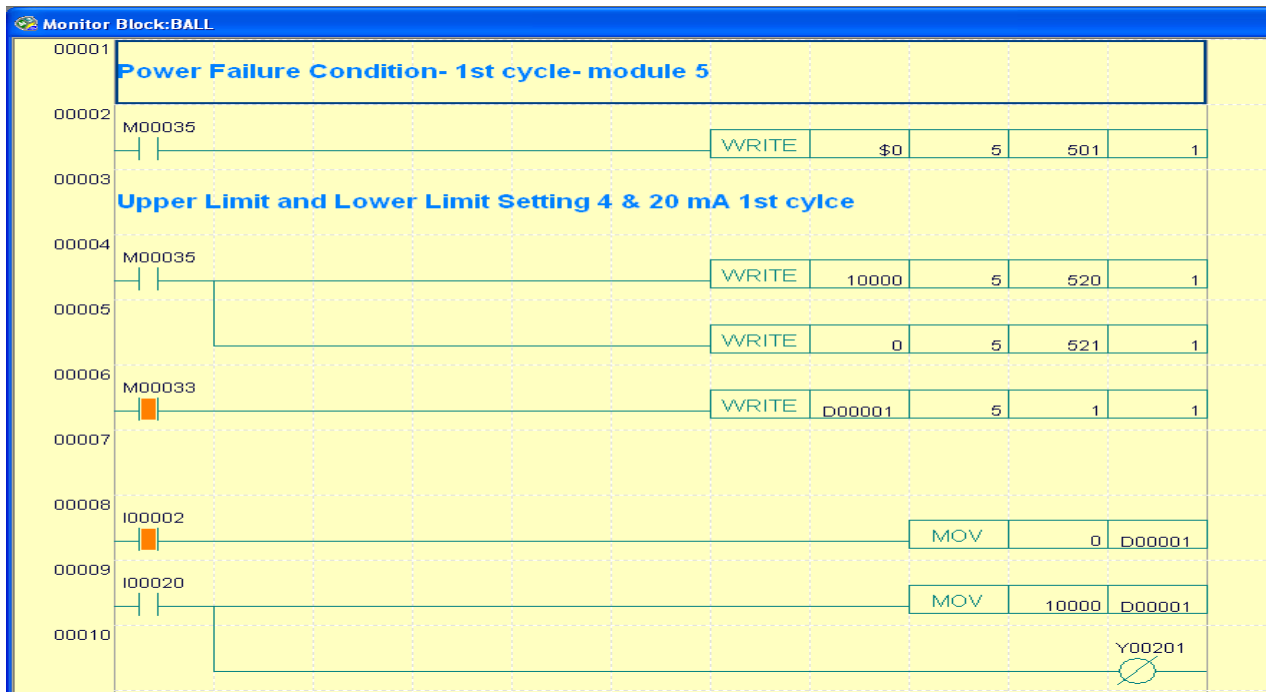 Monitor Block:BALL
00001
Power Failure Condition- 1st cycle- module 5
00002
M00035
WRITE $0 5 501 1
00003
Upper Limit and Lower Limit Setting 4 & 20 mA 1st cylce
00004
M00035
WRITE 10000 5 520 1
00005
WRITE 0 5 521 1
00006
M00033
WRITE D00001 5 1 1
00007
00008
I00002
MOV 0 D00001
00009
I00020
MOV 10000 D00001
00010
Y00201